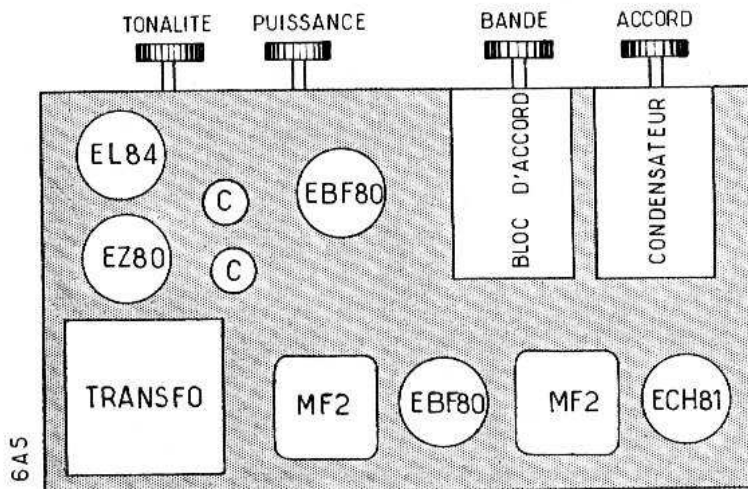 TONALITE PUISSANCE BANDE ACCORD
EL84
EBF80
C
EZ80
C
BLOC D'ACCORD
CONDENSATEUR
TRANSFO
MF2
EBF80
MF2
ECH81
6A5